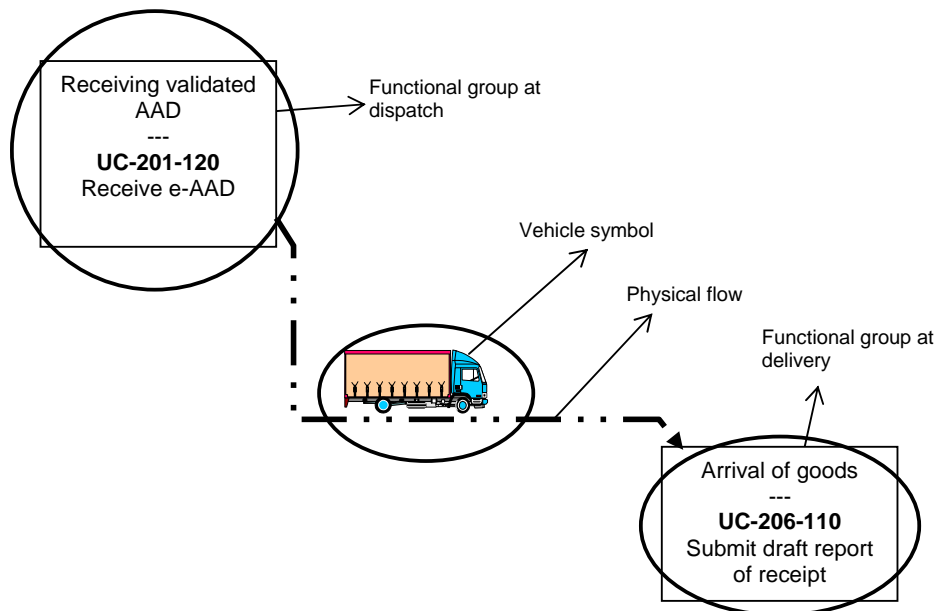 Receiving validated
AAD
---
UC-201-120
Receive e-AAD
Functional group at
dispatch
Vehicle symbol
Physical flow
Functional group at
delivery
Arrival of goods
---
UC-206-110
Submit draft report
of receipt